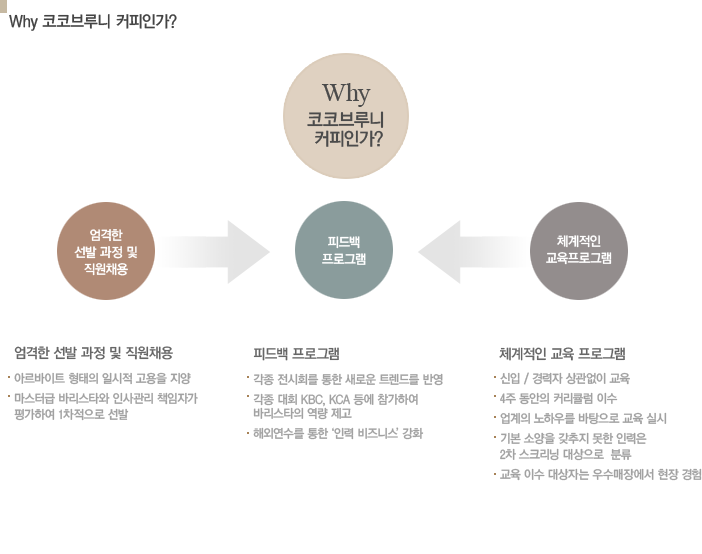 Why 코코브루니 커피인가?
Why
코코브루니
커피인가?
엄격한
선발 과정 및
직원채용
피드백
프로그램
체계적인
교육프로그램
엄격한 선발 과정 및 직원채용
· 아르바이트 형태의 일시적 고용을 지양
· 마스터급 바리스타와 인사관리 책임자가
평가하여 1차적으로 선발
피드백 프로그램
· 각종 전시회를 통한 새로운 트렌드를 반영
· 각종 대회 KBC, KCA 등에 참가하여
바리스타의 역량 제고
· 해외연수를 통한 '인력 비즈니스' 강화
체계적인 교육 프로그램
· 신입 / 경력자 상관없이 교육
· 4주 동안의 커리큘럼 이수
· 업계의 노하우를 바탕으로 교육 실시
· 기본 소양을 갖추지 못한 인력은
2차 스크리닝 대상으로 분류
· 교육 이수 대상자는 우수매장에서 현장 경험